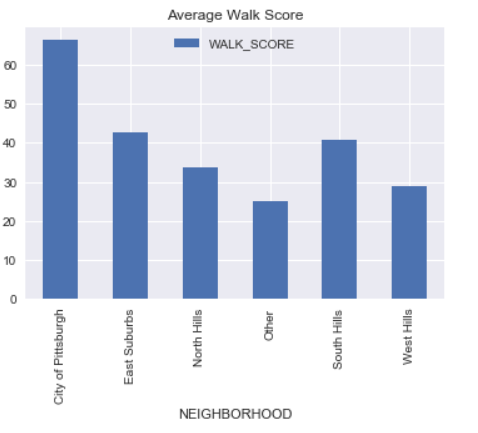 Average Walk Score
WALK_SCORE
60
50
40
30
20
10
0
City of Pittsburgh
East Suburbs
North Hills
Other
South Hills
West Hills
NEIGHBORHOOD